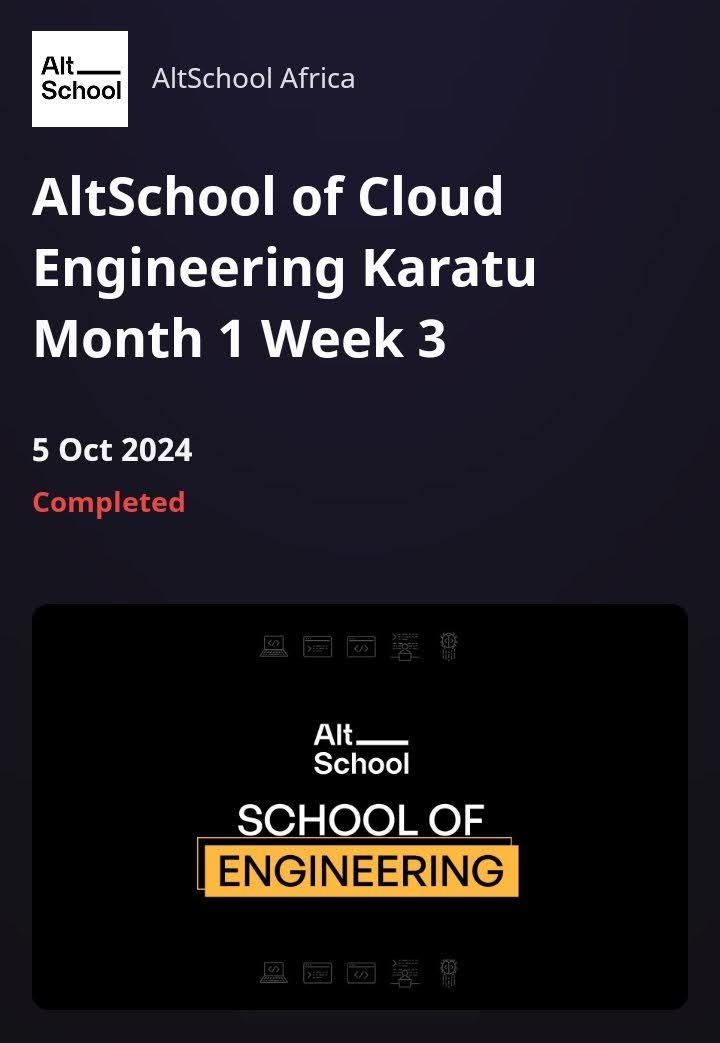 Alt
School
AltSchool Africa
AltSchool of Cloud
Engineering Karatu
Month 1 Week 3
5 Oct 2024
Completed
Alt
School
SCHOOL OF
ENGINEERING